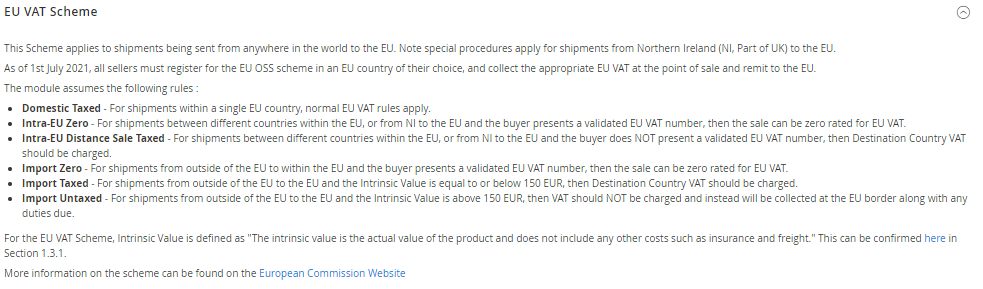 EU VAT Scheme
This Scheme applies to shipments being sent from anywhere in the world to the EU. Note special procedures apply for shipments from Northern Ireland (NI, Part of UK) to the EU.
As of 1st July 2021, all sellers must register for the EU OSS scheme in an EU country of their choice, and collect the appropriate EU VAT at the point of sale and remit to the EU.
The module assumes the following rules :
• Domestic Taxed - For shipments within a single EU country, normal EU VAT rules apply.
• Intra-EU Zero - For shipments between different countries within the EU, or from NI to the EU and the buyer presents a validated EU VAT number, then the sale can be zero rated for EU VAT.
• Intra-EU Distance Sale Taxed - For shipments between different countries within the EU, or from NI to the EU and the buyer does NOT present a validated EU VAT number, then Destination Country VAT
should be charged.
• Import Zero - For shipments from outside of the EU to within the EU and the buyer presents a validated EU VAT number, then the sale can be zero rated for EU VAT.
• Import Taxed - For shipments from outside of the EU to the EU and the Intrinsic Value is equal to or below 150 EUR, then Destination Country VAT should be charged.
• Import Untaxed - For shipments from outside of the EU to the EU and the Intrinsic Value is above 150 EUR, then VAT should NOT be charged and instead will be collected at the EU border along with any
duties due.
For the EU VAT Scheme, Intrinsic Value is defined as "The intrinsic value is the actual value of the product and does not include any other costs such as insurance and freight." This can be confirmed here in
Section 1.3.1.
More information on the scheme can be found on the European Commission Website